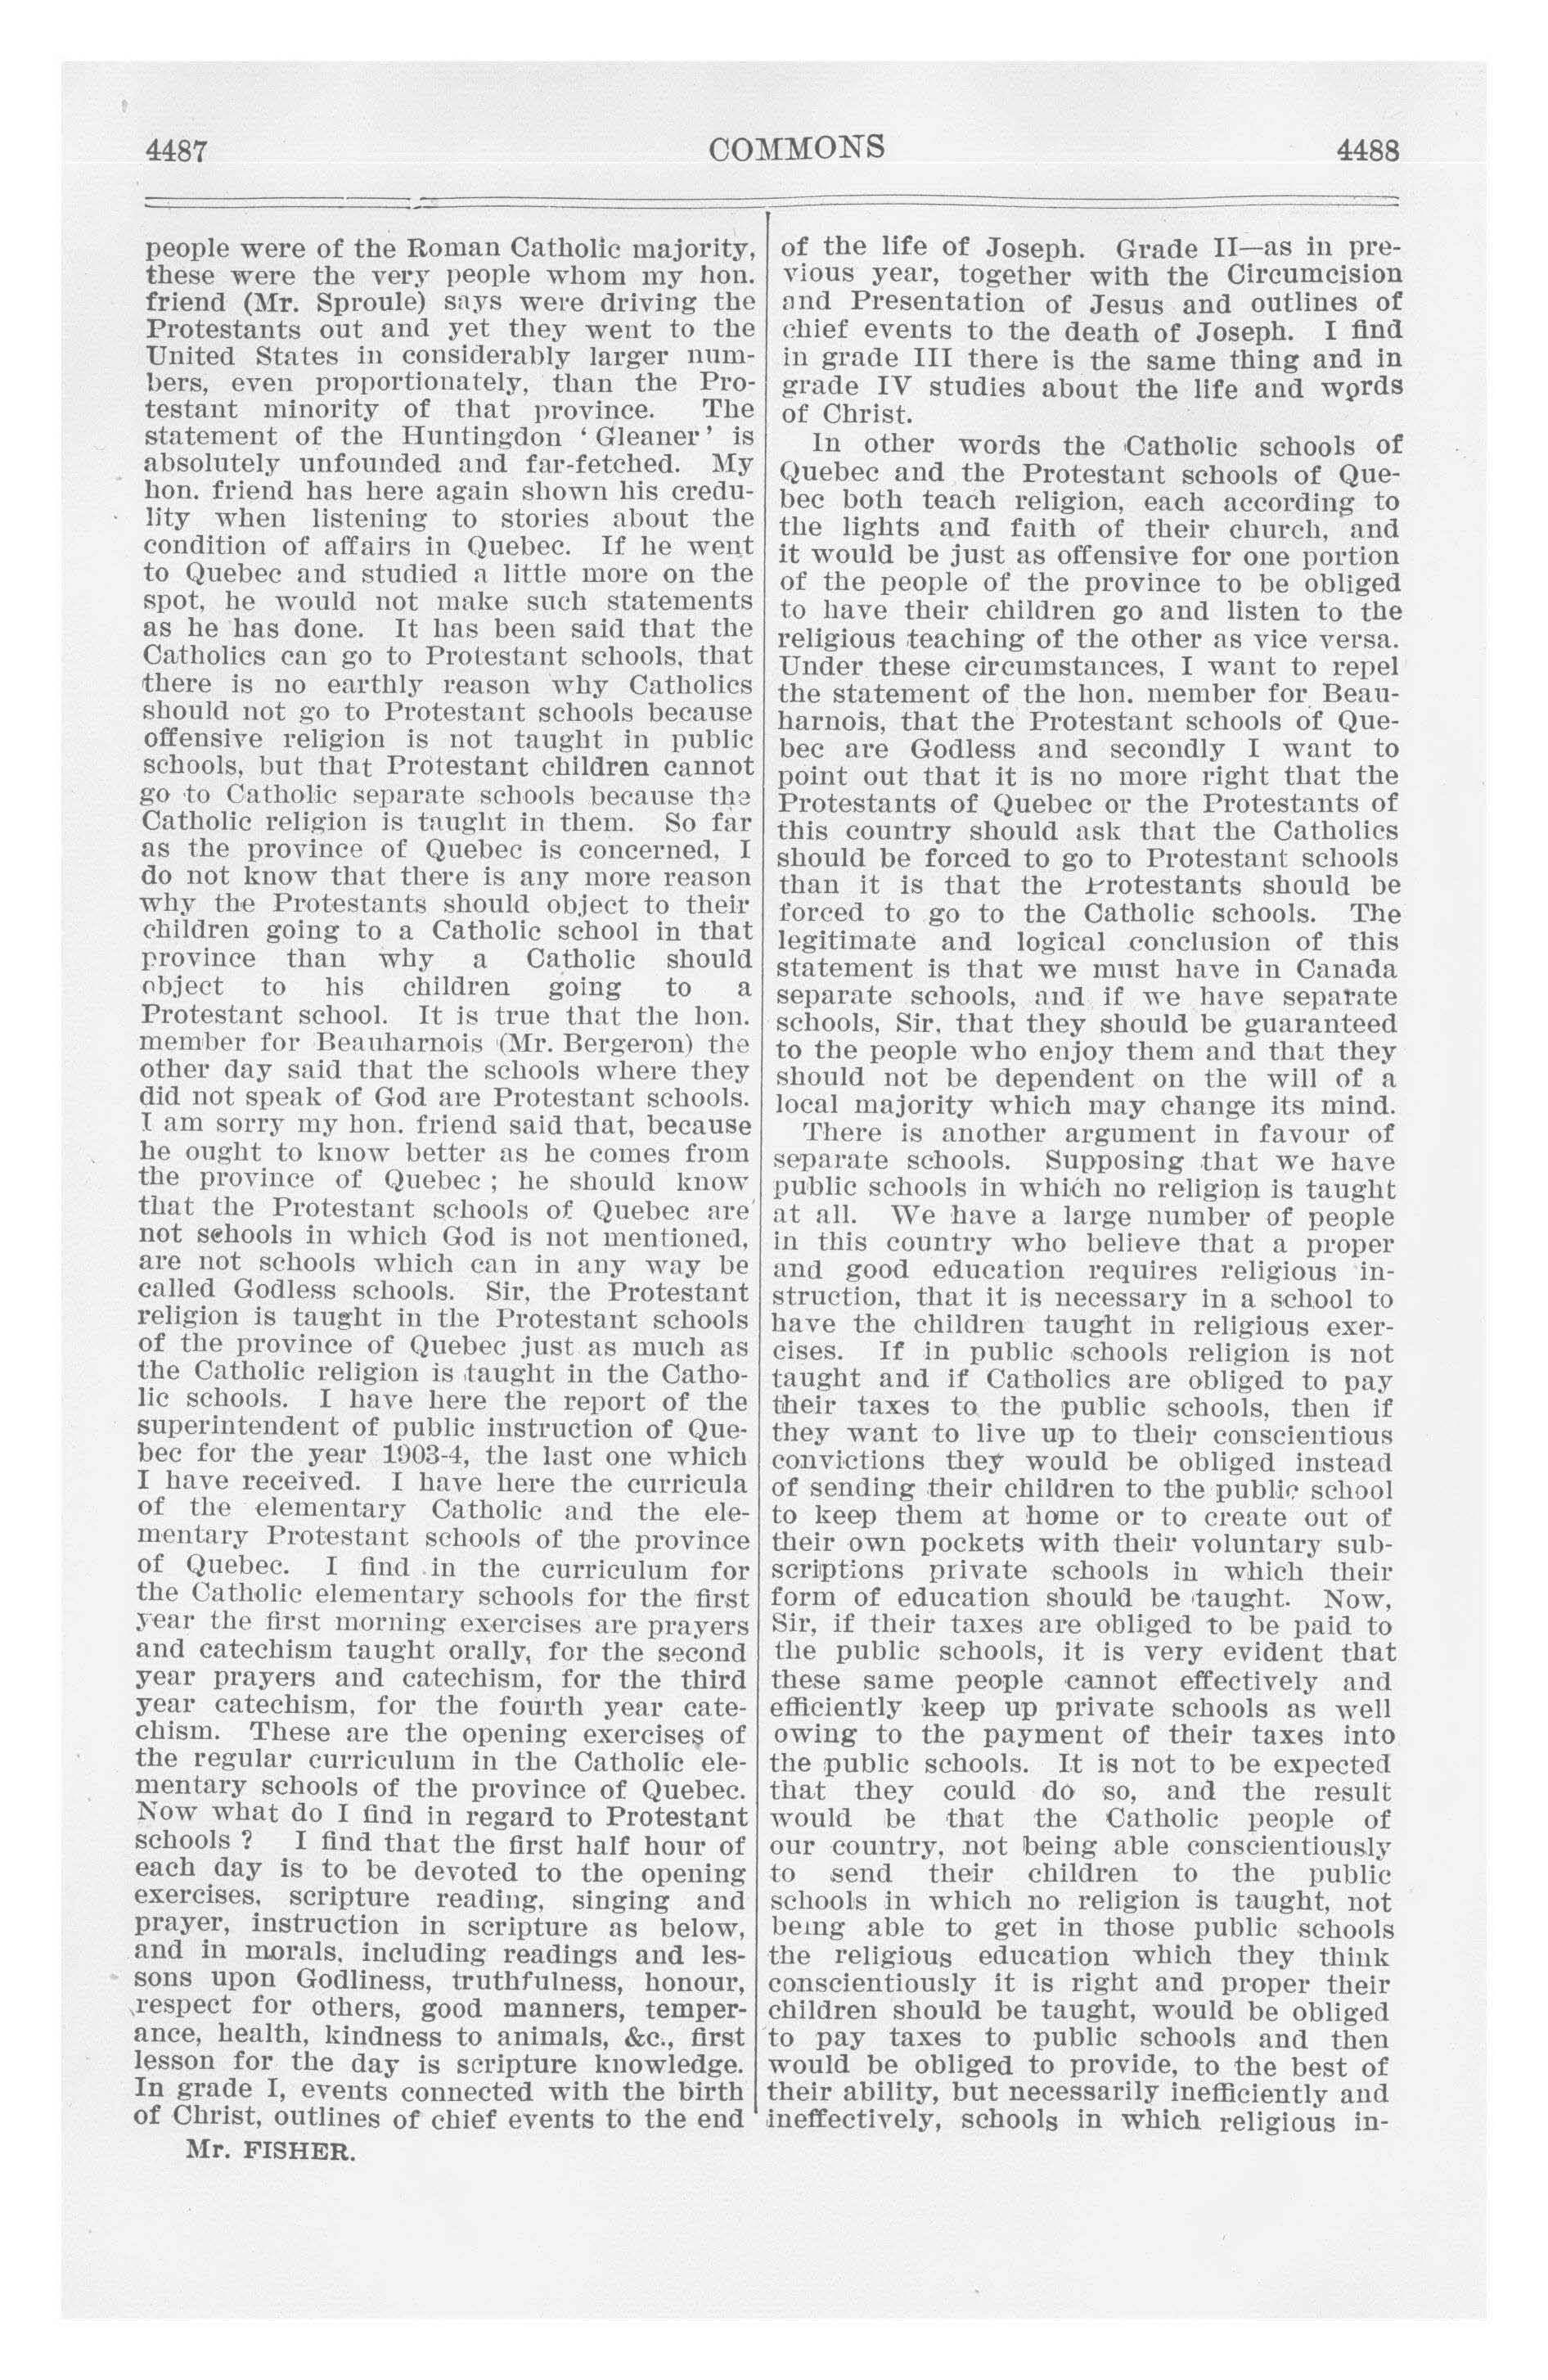 4487
COMMONS
4488
people were of the Roman Catholic majority,
these were the very people whom my hon.
friend (Mr. Sproule) says were driving the
Protestants out and yet they went to the
United States in considerably larger num-
bers, even proportionately, than the Pro-
testant minority of that province. The
statement of the Huntingdon ‘ Gleaner ’ is
absolutely unfounded and far-fetched. My
hon. friend has here again shown his credu-
lity when listening to stories about the
condition of affairs in Quebec. If he went
to Quebec and studied a little more on the
spot, he would not make such statements
as he has done. It has been said that the
Catholics can go to Protestant schools, that
there is no earthly reason why Catholics
should not go to Protestant schools because
offensive religion is not taught in public
schools, but that Protestant children cannot
go to Catholic separate schools because the
Catholic religion is taught in them. So far
as the province of Quebec is concerned, I
do not know that there is any more reason
why the Protestants should object to their
children going to a Catholic school in that
province than why a Catholic should
object to his children going to a
Protestant school. It is true that the hon.
member for Beauharnois (Mr. Bergeron) the
other day said that the schools where they
did not speak of God are Protestant schools.
I am sorry my hon. friend said that, because
he ought to know better as he comes from
the province of Quebec ; he should know
that the Protestant schools of Quebec are
not schools in which God is not mentioned,
are not schools which can in any way be
called Godless schools. Sir, the Protestant
religion is taught in the Protestant schools
of the province of Quebec just as much as
the Catholic religion is taught in the Catho-
lic schools. I have here the report of the
superintendent of public instruction of Que-
bec for the year 1903-4, the last one which
I have received. I have here the curricula
of the elementary Catholic and the ele-
mentary Protestant schools of the province
of Quebec. I find in the curriculum for
the Catholic elementary schools for the first
year the first morning exercises are prayers
and catechism taught orally, for the second
year prayers and catechism, for the third
year catechism, for the fourth year cate-
chism. These are the opening exercises of
the regular curriculum in the Catholic ele-
mentary schools of the province of Quebec.
Now what do I find in regard to Protestant
schools ? I find that the first half hour of
each day is to be devoted to the opening
exercises, scripture reading, singing and
prayer, instruction in scripture as below,
and in morals, including readings and les-
sons upon Godliness, truthfulness, honour,
respect for others, good manners, temper-
ance, health, kindness to animals, &c., first
lesson for the day is scripture knowledge.
In grade I, events connected with the birth
of Christ, outlines of chief events to the end
Mr. FISHER.
of the life of Joseph. Grade II—as in pre-
vious year, together with the Circumcision
and Presentation of Jesus and outlines of
chief events to the death of Joseph. I find
in grade III there is the same thing and in
grade IV studies about the life and words
of Christ.
In other words the Catholic schools of
Quebec and the Protestant schools of Que-
bec both teach religion, each according to
the lights and faith of their church, and
it would be just as offensive for one portion
of the people of the province to be obliged
to have their children go and listen to the
religious teaching of the other as vice versa.
Under these circumstances, I want to repel
the statement of the hon. member for Beau-
harnois, that the Protestant schools of Que-
bec are Godless and secondly I want to
point out that it is no more right that the
Protestants of Quebec or the Protestants of
this country should ask that the Catholics
should be forced to go to Protestant schools
than it is that the Protestants should be
forced to go to the Catholic schools. The
legitimate and logical conclusion of this
statement is that we must have in Canada
separate schools, and if we have separate
schools, Sir, that they should be guaranteed
to the people who enjoy them and that they
should not be dependent on the will of a
local majority which may change its mind.
There is another argument in favour of
separate schools. Supposing that we have
public schools in which no religion is taught
at all. We have a large number of people
in this country who believe that a proper
and good education requires religious in-
struction, that it is necessary in a school to
have the children taught in religious exer-
cises. If in public schools religion is not
taught and if Catholics are obliged to pay
their taxes to the public schools, then if
they want to live up to their conscientious
convictions they would be obliged instead
of sending their children to the public school
to keep them at home or to create out of
their own pockets with their voluntary sub-
scriptions private schools in which their
form of education should be taught. Now,
Sir, if their taxes are obliged to be paid to
the public schools, it is very evident that
these same people cannot effectively and
efficiently keep up private schools as well
owing to the payment of their taxes into
the public schools. It is not to be expected
that they could do so, and the result
would be that the Catholic people of
our country, not being able conscientiously
to send their children to the public
schools in which no religion is taught, not
being able to get in those public schools
the religious education which they think
conscientiously it is right and proper their
children should be taught, would be obliged
to pay taxes to public schools and then
would be obliged to provide, to the best of
their ability, but necessarily inefficiently and
ineffectively, schools in which religious in-